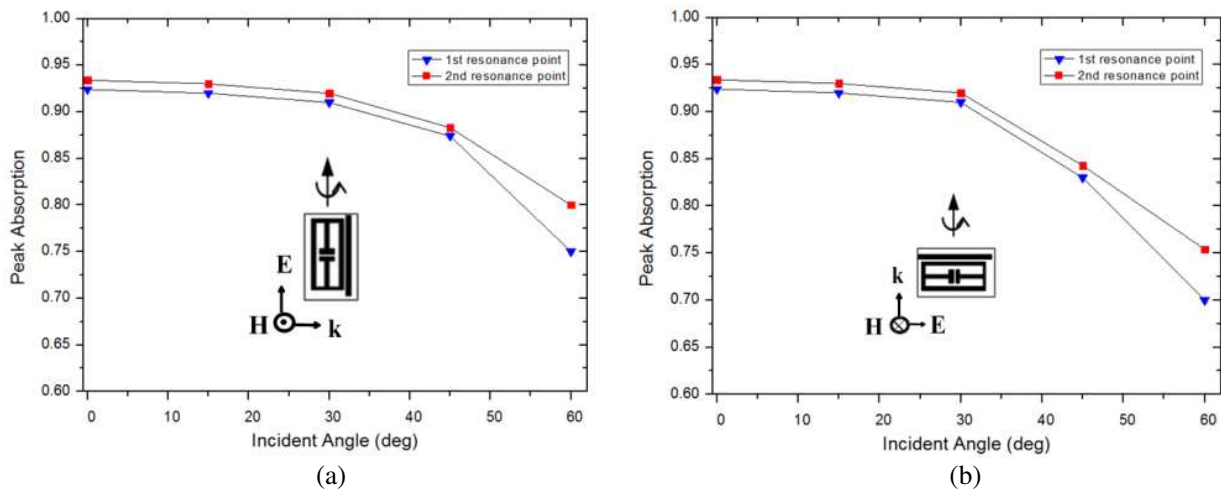 1.00
0.95
0.90
0.85
0.80
0.75
0.70
0.65
0.60
Peak Absorption
1st resonance point
2nd resonance point
E
H
k
0 10 20 30 40 50 60
Incident Angle (deg)
(a)
1.00
0.95
0.90
0.85
0.80
0.75
0.70
0.65
0.60
Peak Absorption
1st resonance point
2nd resonance point
k
H
E
0 10 20 30 40 50 60
Incident Angle (deg)
(b)